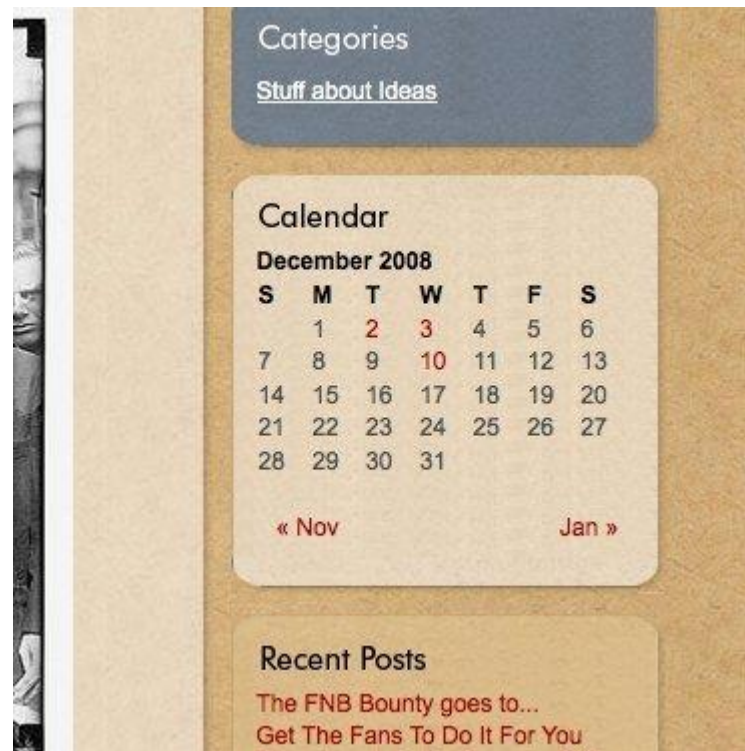 Categories
Stuff about Ideas
Calendar
December 2008
S M T W T F S
1 2 3 4 5 6
7 8 9 10 11 12 13
14 15 16 17 18 19 20
21 22 23 24 25 26 27
28 29 30 31
« Nov Jan »
Recent Posts
The FNB Bounty goes to...
Get The Fans To Do It For You